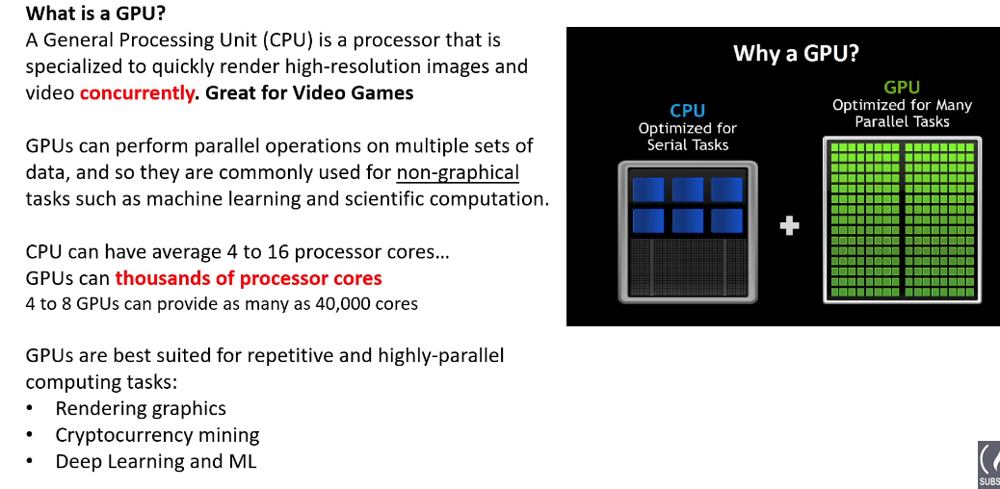 What is a GPU?
A General Processing Unit (CPU) is a processor that is
specialized to quickly render high-resolution images and
video concurrently. Great for Video Games
GPUs can perform parallel operations on multiple sets of
data, and so they are commonly used for non-graphical
tasks such as machine learning and scientific computation.
CPU can have average 4 to 16 processor cores...
GPUs can thousands of processor cores
4 to 8 GPUs can provide as many as 40,000 cores
GPUs are best suited for repetitive and highly-parallel
computing tasks:
• Rendering graphics
• Cryptocurrency mining
• Deep Learning and ML
Why a GPU?
CPU
Optimized for
Serial Tasks
GPU
Optimized for Many
Parallel Tasks
SUBS